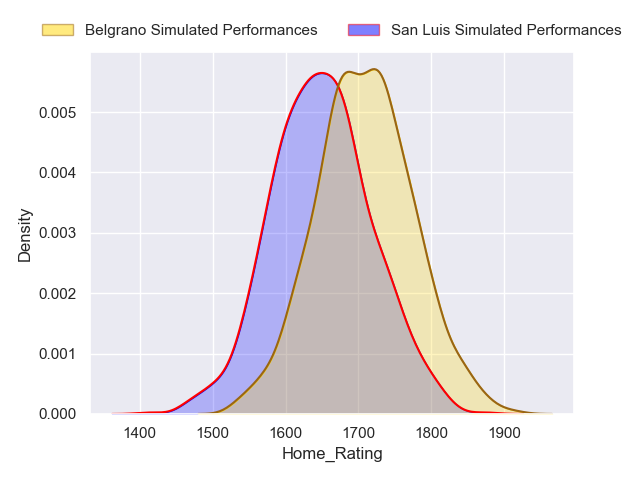 Belgrano Simulated Performances San Luis Simulated Performances
0.005
0.004
0.003
0.002
0.001
0.000
Density
1400 1500 1600 1700 1800 1900
Home_Rating